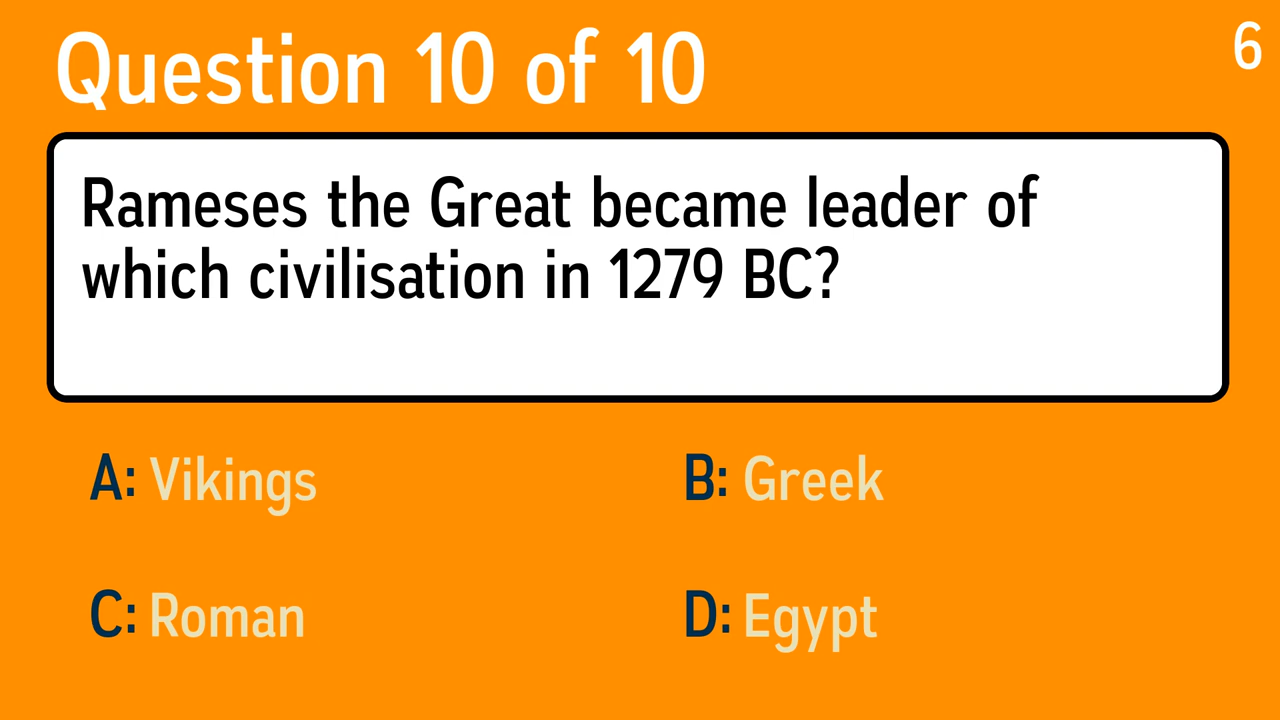 Question 10 of 10
6
Rameses the Great became leader of
which civilisation in 1279 BC?
A: Vikings
B: Greek
C: Roman
D: Egypt